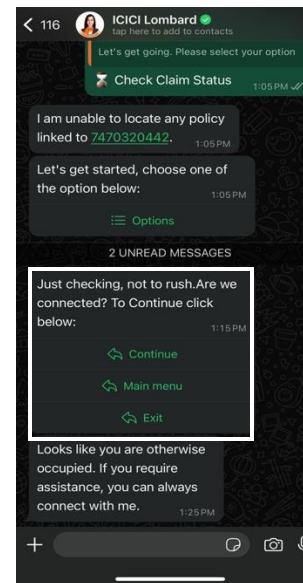 116
ICICI Lombard
tap here to add to contacts
Let's get going. Please select your option
Check Claim Status
1:05 PM
I am unable to locate any policy
linked to 7470320442.
1:05 PM
Let's get started, choose one of
the option below:
1:05 PM
Options
2 UNREAD MESSAGES
Just checking, not to rush.Are we
connected? To Continue click
below:
1:15 PM
Continue
Main menu
Exit
Looks like you are otherwise
occupied. If you require
assistance, you can always
connect with me.
1:25 PM